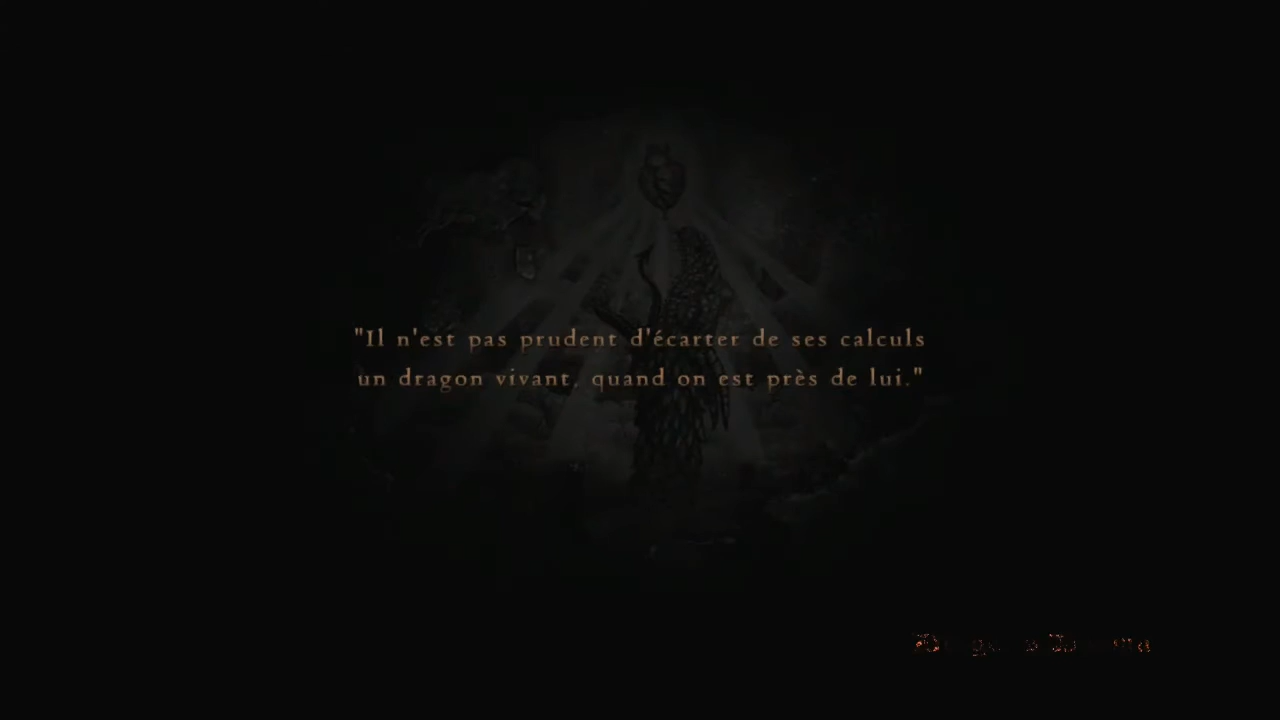 "Il n'est pas prudent d'écarter de ses calculs
un dragon vivant, quand on est près de lui."